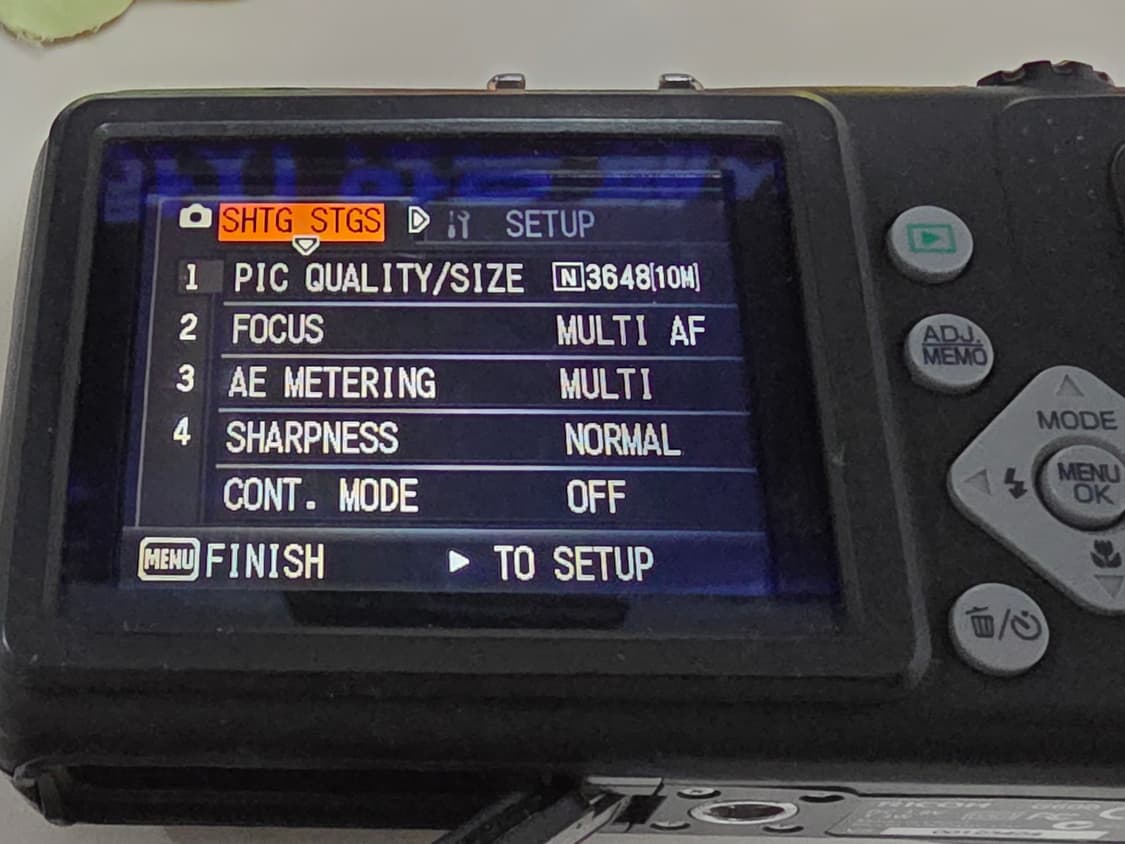 SHTG STGS SETUP
1 PIC QUALITY/SIZE N3648[10M]
2 FOCUS MULTI AF
3 AE METERING MULTI
4 SHARPNESS NORMAL
CONT. MODE OFF
MENU FINISH TO SETUP
ADJ.
MEMO
MODE
MENU
OK
RICOH